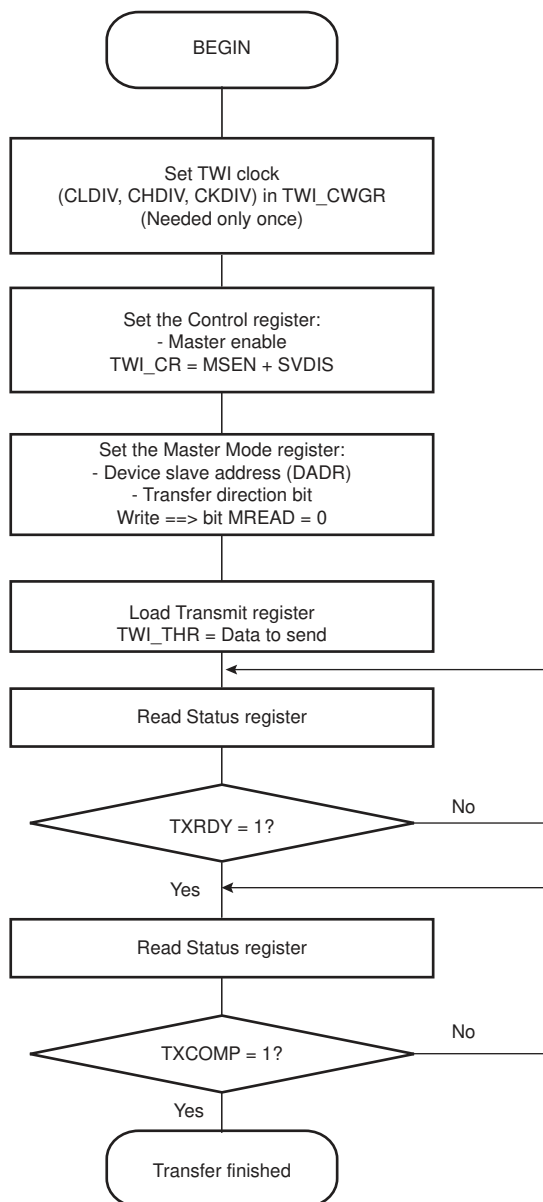 BEGIN
Set TWI clock
(CLDIV, CHDIV, CKDIV) in TWI_CWGR
(Needed only once)
Set the Control register:
- Master enable
TWI_CR = MSEN + SVDIS
Set the Master Mode register:
- Device slave address (DADR)
- Transfer direction bit
Write ==> bit MREAD = 0
Load Transmit register
TWI_THR = Data to send
Read Status register
TXRDY = 1?
No
Yes
Read Status register
TXCOMP = 1?
No
Yes
Transfer finished